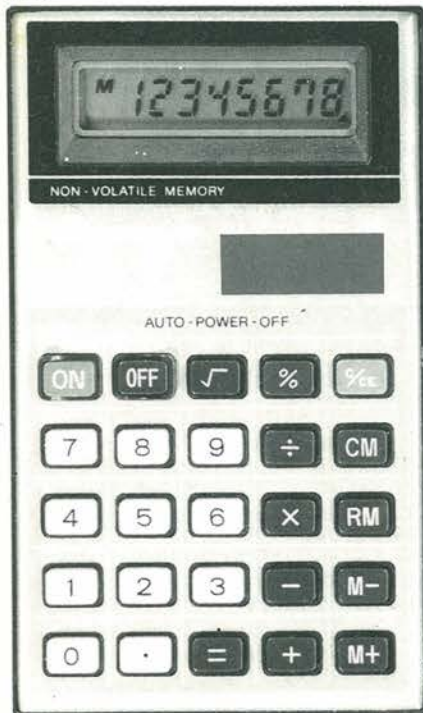 M 12345678.
NON-VOLATILE MEMORY
AUTO-POWER-OFF
ON OFF √ % C/CE
7 8 9 ÷ CM
4 5 6 × RM
1 2 3 − M−
0 · = + M+